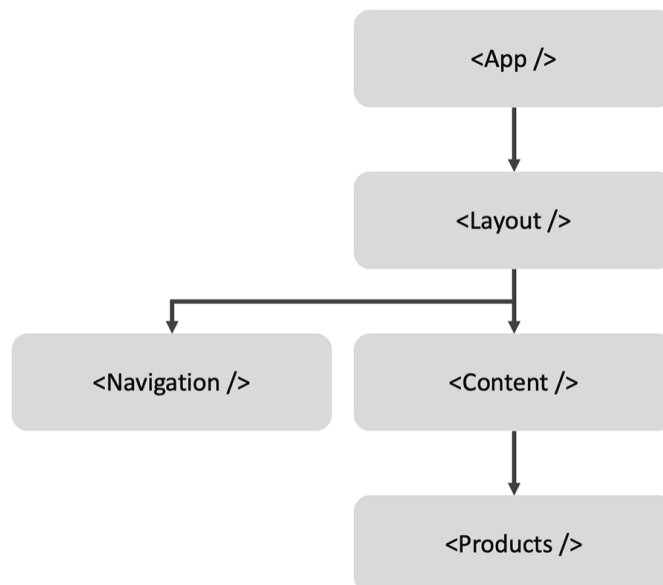 <App />
<Layout />
<Navigation />
<Content />
<Products />